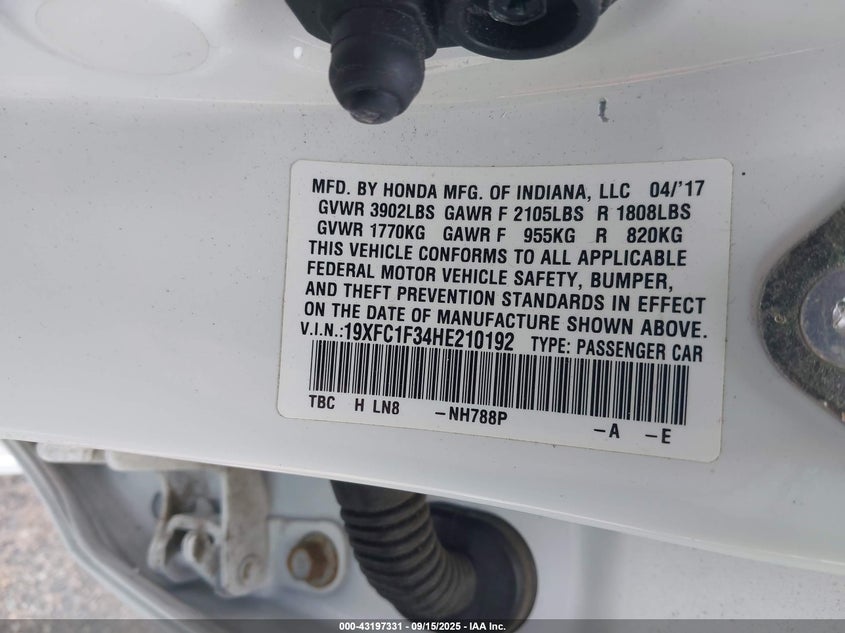 MFD. BY HONDA MFG. OF INDIANA, LLC 04/'17
GVWR 3902LBS GAWR F 2105LBS R 1808LBS
GVWR 1770KG GAWR F 955KG R 820KG
THIS VEHICLE CONFORMS TO ALL APPLICABLE
FEDERAL MOTOR VEHICLE SAFETY, BUMPER,
AND THEFT PREVENTION STANDARDS IN EFFECT
ON THE DATE OF MANUFACTURE SHOWN ABOVE.
V.I.N.:19XFC1F34HE210192 TYPE: PASSENGER CAR
TBC H LN8 -NH788P -A -E
000-43197331 - 09/15/2025 - IAA Inc.